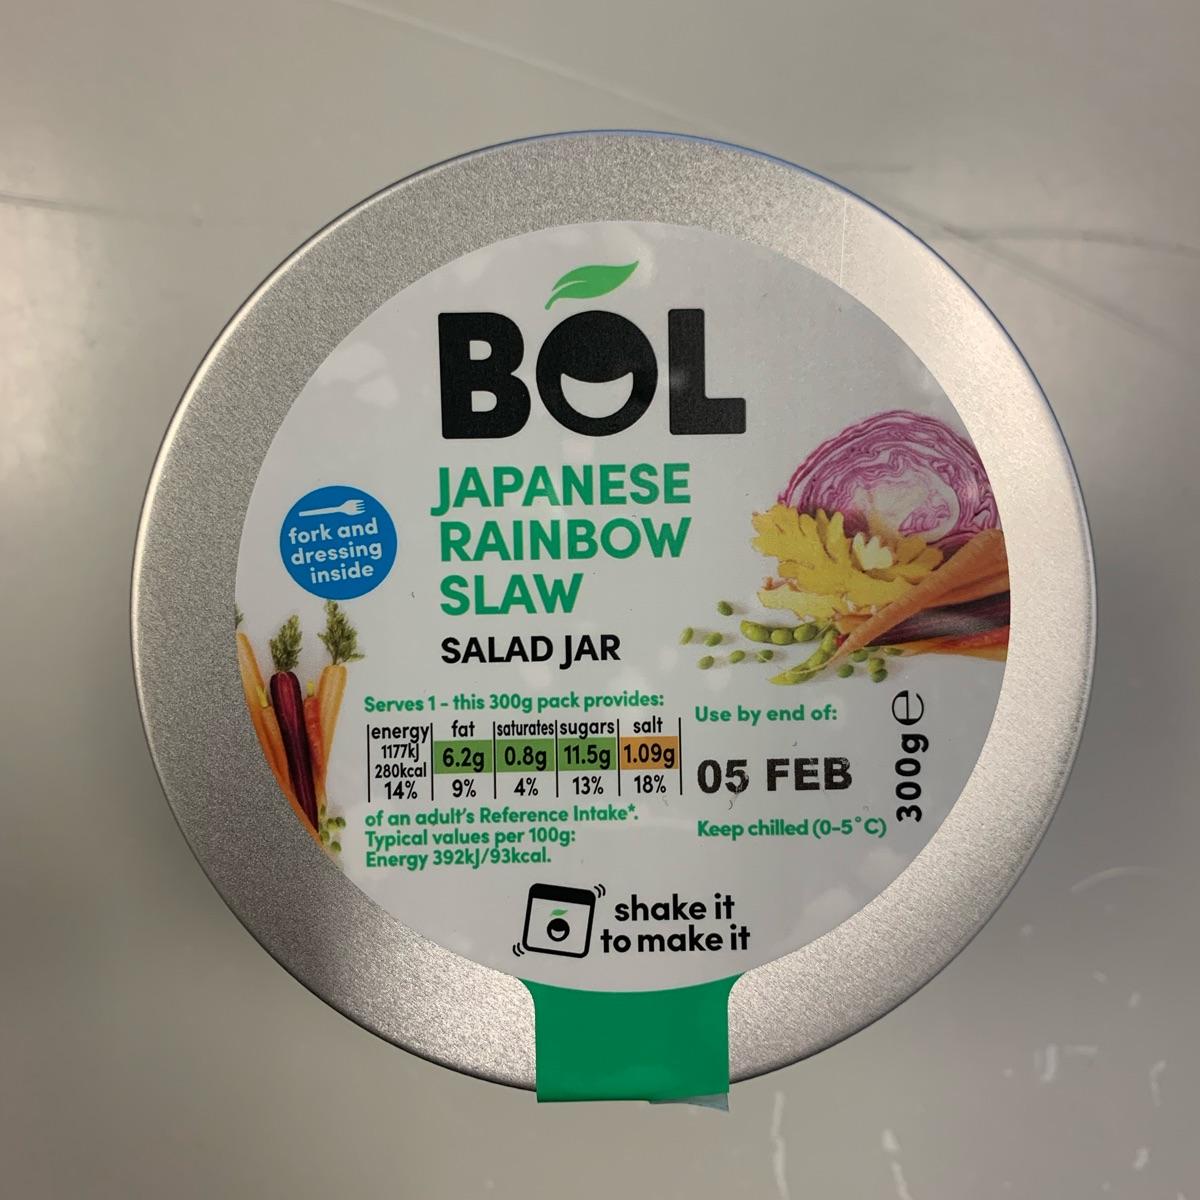 BOL
JAPANESE
RAINBOW
SLAW
SALAD JAR
fork and
dressing
inside
Serves 1 - this 300g pack provides:
energy fat saturates sugars salt
1177kJ
280kcal 6.2g 0.8g 11.5g 1.09g
14% 9% 4% 13% 18%
of an adult's Reference Intake*.
Typical values per 100g:
Energy 392kJ/93kcal.
Use by end of:
05 FEB
Keep chilled (0-5°C)
300g e
shake it
to make it